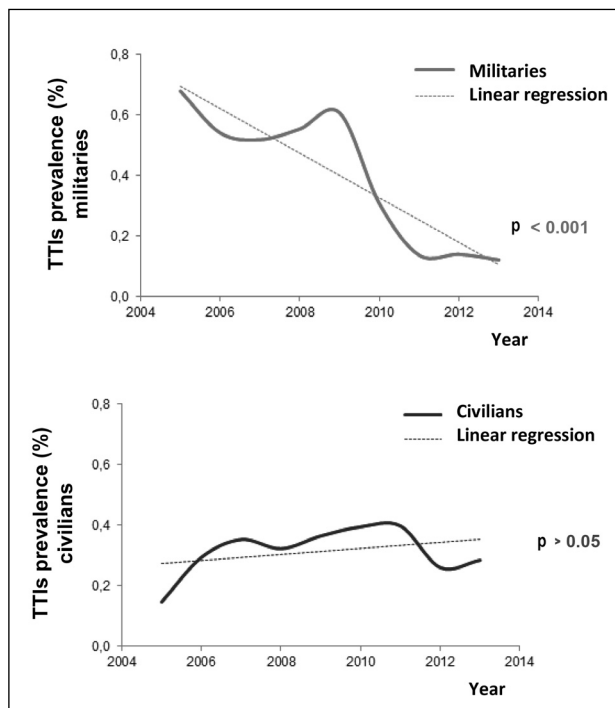 TTIs prevalence (%)
militaries
0,8
0,6
0,4
0,2
0,0
2004 2006 2008 2010 2012 2014
Year
Militaries
Linear regression
p < 0.001
TTIs prevalence (%)
civilians
0,8
0,6
0,4
0,2
0,0
2004 2006 2008 2010 2012 2014
Year
Civilians
Linear regression
p > 0.05